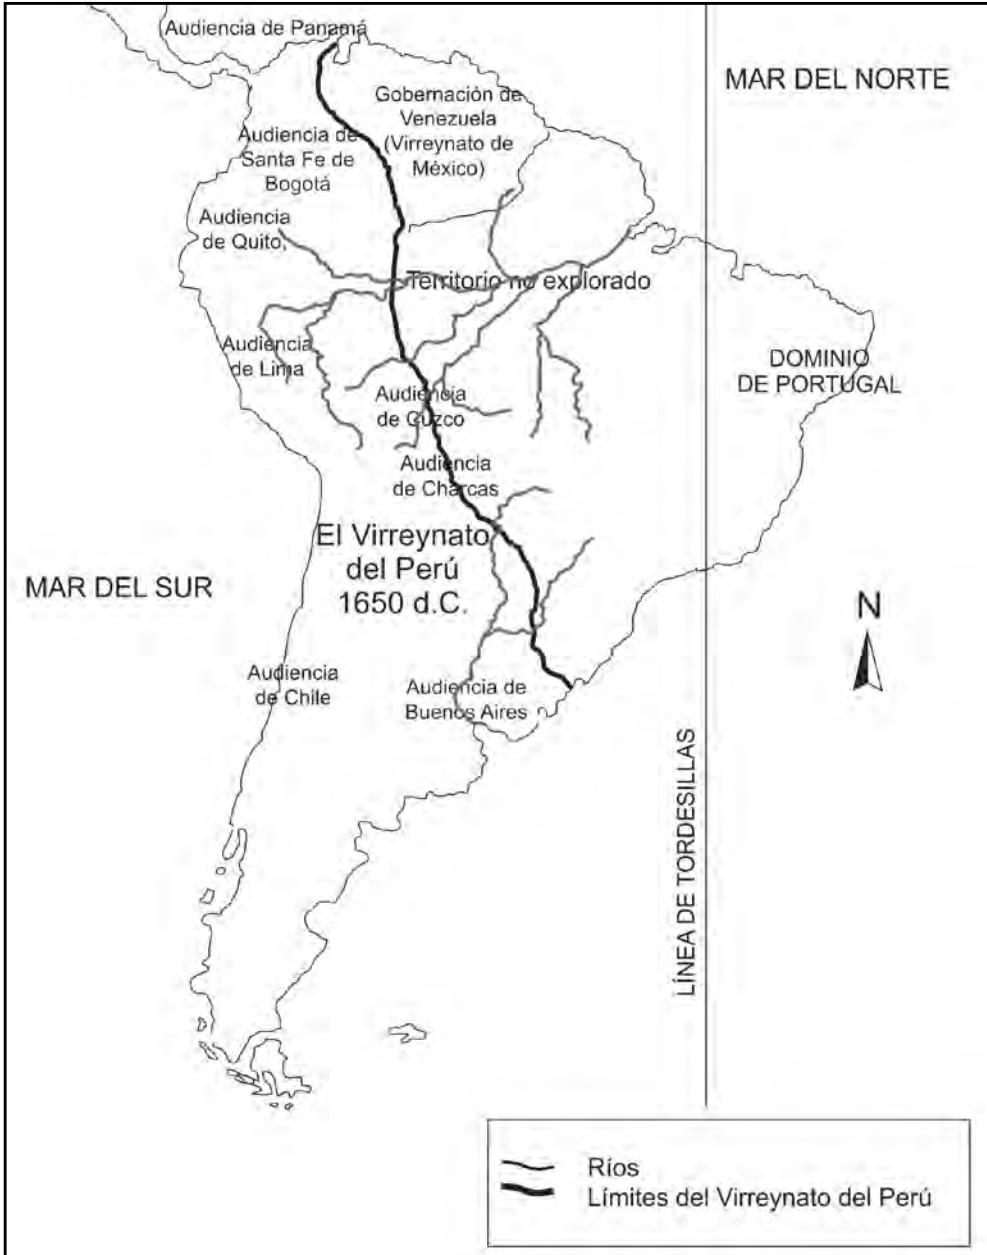 Audiencia de Panamá
MAR DEL NORTE
Gobernación de
Venezuela
(Virreynato de
México)
Audiencia de
Santa Fe de
Bogotá
Audiencia
de Quito
Territorio no explorado
Audiencia
de Lima
DOMINIO
DE PORTUGAL
Audiencia
de Cuzco
Audiencia
de Charcas
El Virreynato
del Perú
1650 d.C.
MAR DEL SUR
N
Audiencia
de Chile
Audiencia de
Buenos Aires
LÍNEA DE TORDESILLAS
Ríos
Límites del Virreynato del Perú